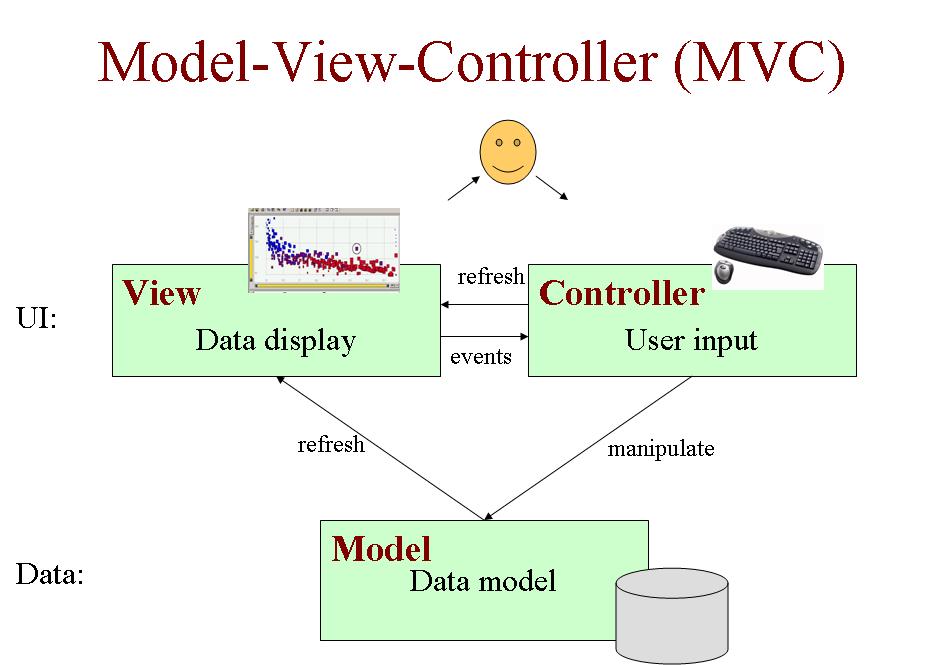 Model-View-Controller (MVC)
refresh
View
Controller
UI:
Data display
User input
events
refresh
manipulate
Model
Data:
Data model